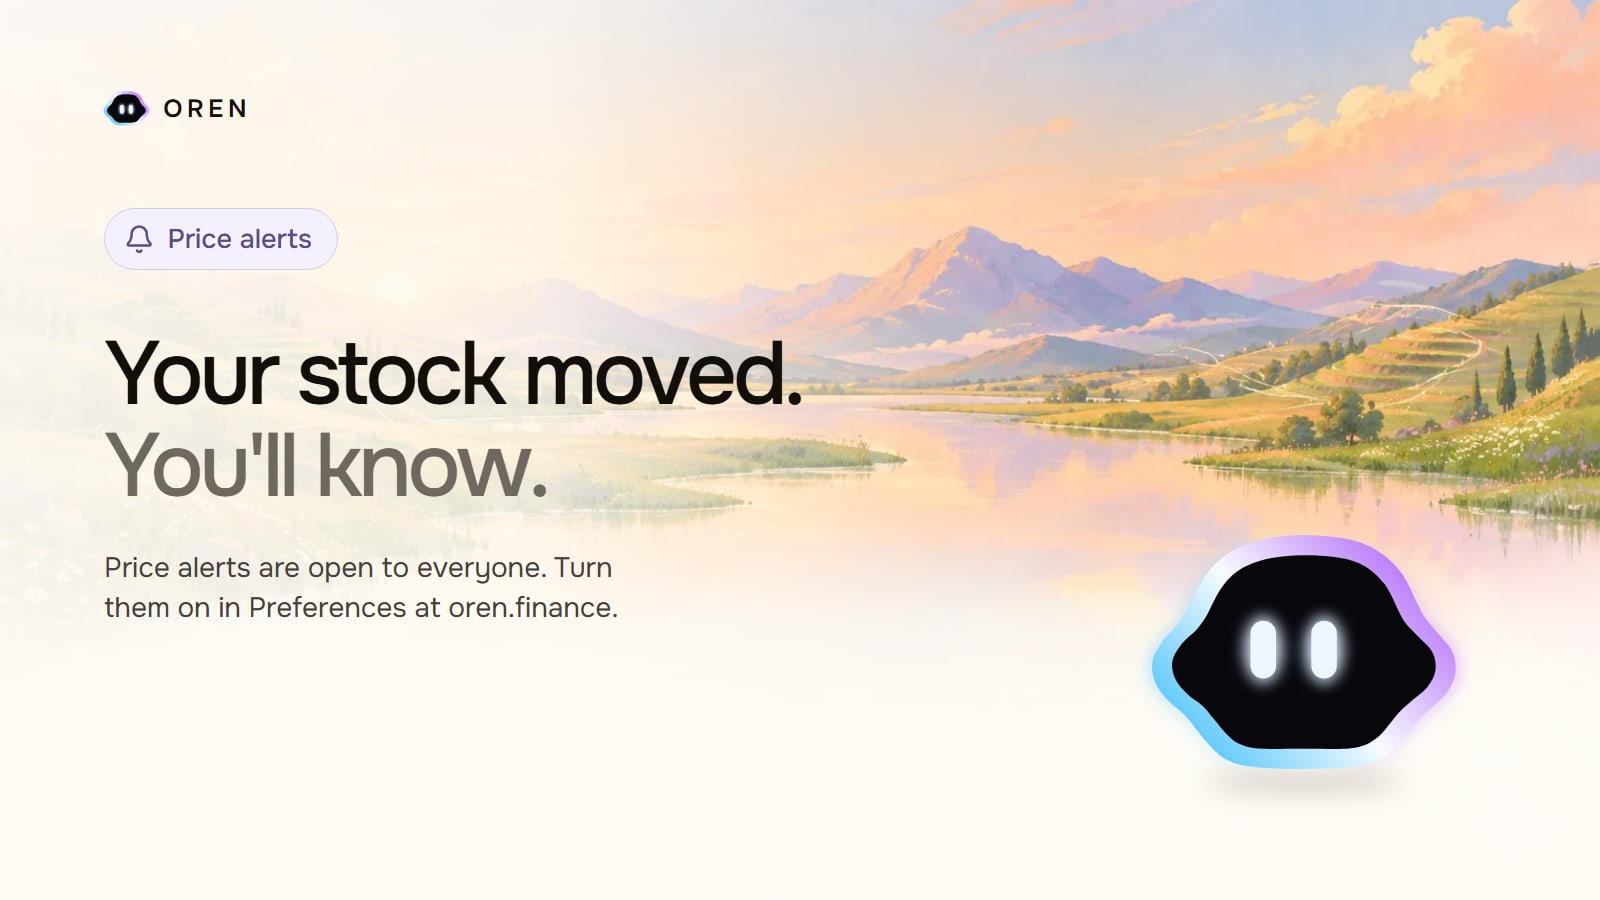 OREN
Price alerts
Your stock moved.
You'll know.
Price alerts are open to everyone. Turn
them on in Preferences at oren.finance.